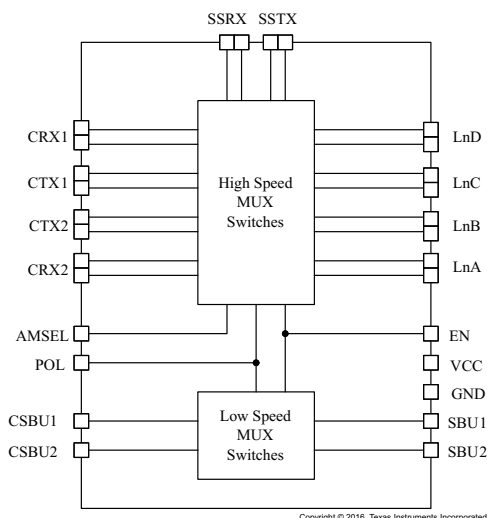 SSRX SSTX
CRX1
CTX1
CTX2
CRX2
AMSEL
POL
CSBU1
CSBU2
High Speed
MUX
Switches
Low Speed
MUX
Switches
LnD
LnC
LnB
LnA
EN
VCC
GND
SBU1
SBU2
Copyright © 2016, Texas Instruments Incorporated